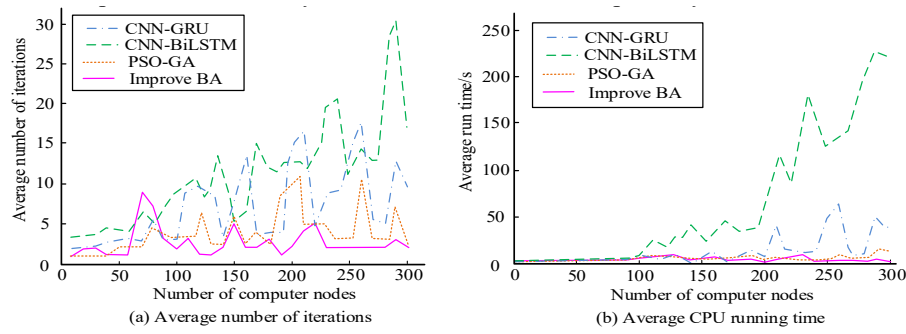 CNN-GRU
CNN-BiLSTM
PSO-GA
Improve BA
Average number of iterations
30
25
20
15
10
5
0
0
50
100
150
200
250
300
Number of computer nodes
(a) Average number of iterations
CNN-GRU
CNN-BiLSTM
PSO-GA
Improve BA
Average run time/s
250
200
150
100
50
0
0
50
100
150
200
250
300
Number of computer nodes
(b) Average CPU running time